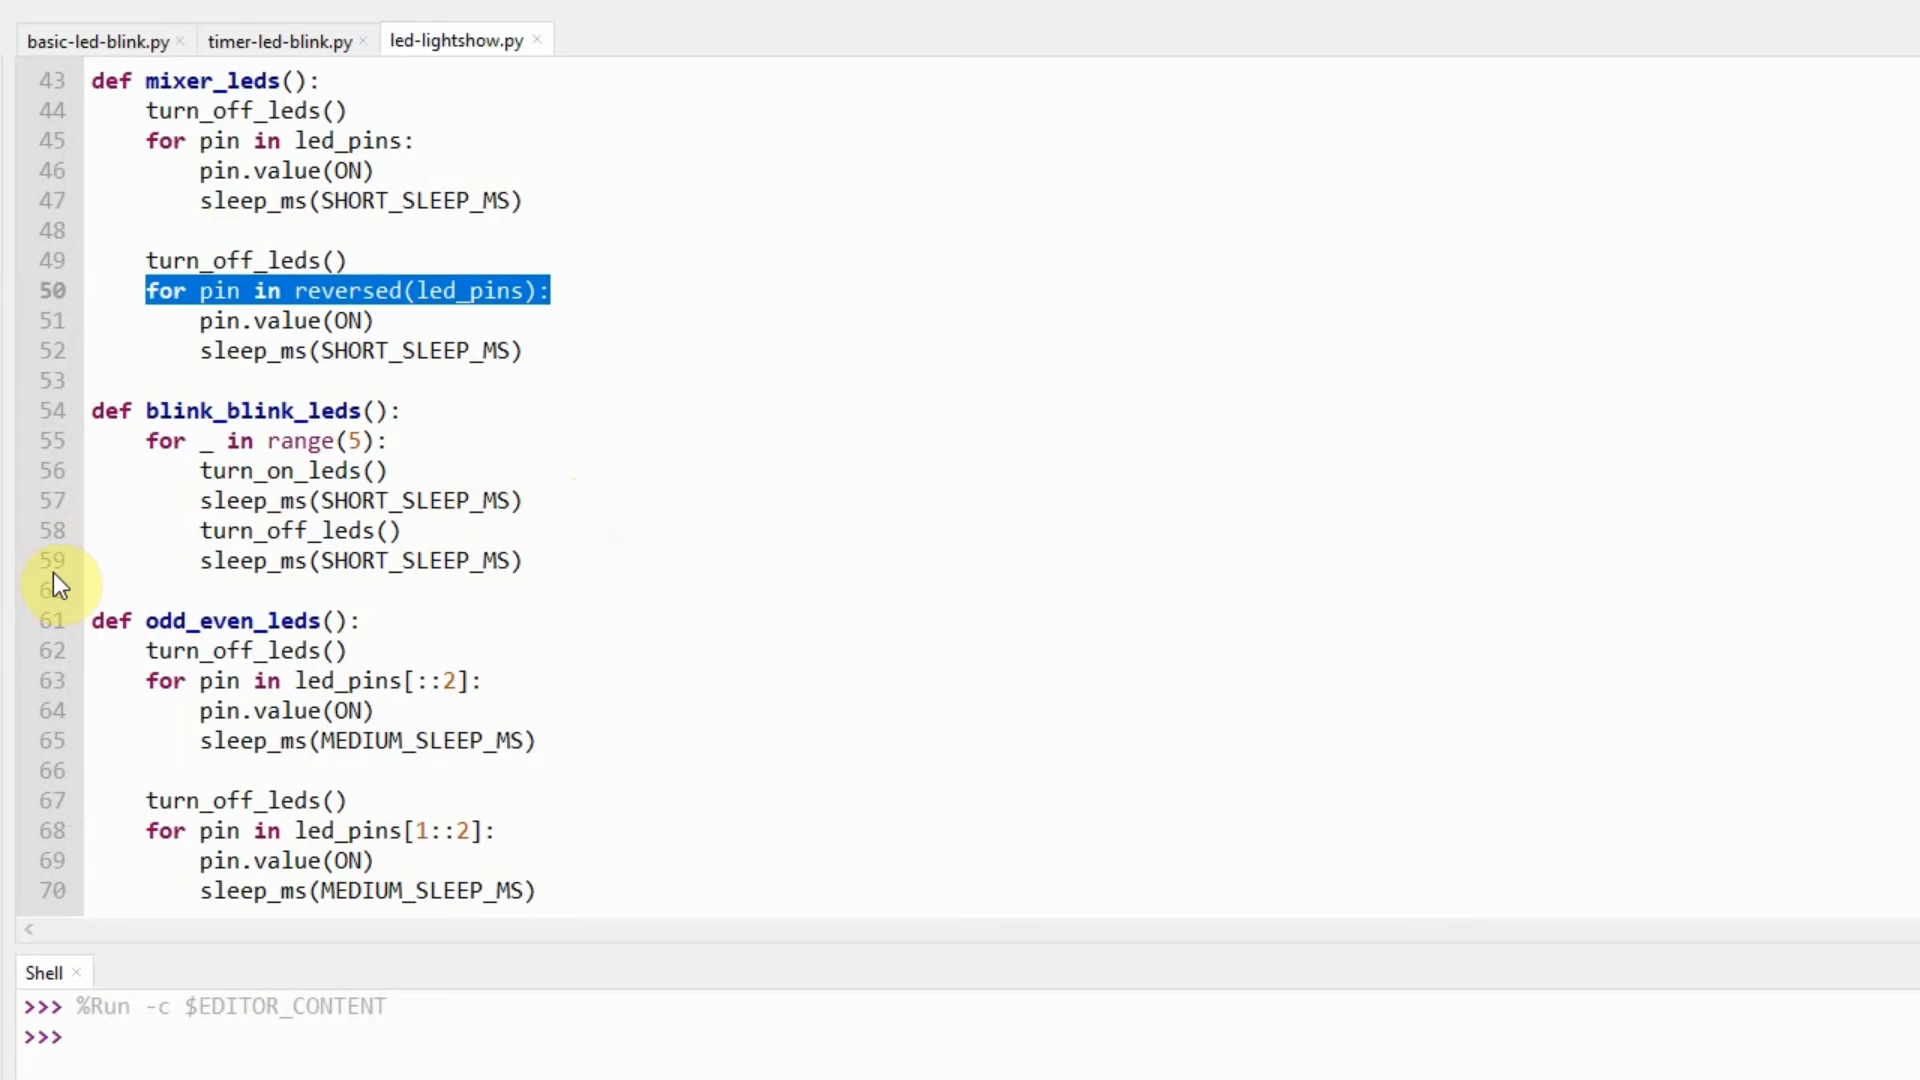 basic-led-blink.py × timer-led-blink.py × led-lightshow.py ×
43 def mixer_leds():
44     turn_off_leds()
45     for pin in led_pins:
46         pin.value(ON)
47         sleep_ms(SHORT_SLEEP_MS)
48
49     turn_off_leds()
50     for pin in reversed(led_pins):
51         pin.value(ON)
52         sleep_ms(SHORT_SLEEP_MS)
53
54 def blink_blink_leds():
55     for _ in range(5):
56         turn_on_leds()
57         sleep_ms(SHORT_SLEEP_MS)
58         turn_off_leds()
59         sleep_ms(SHORT_SLEEP_MS)
61 def odd_even_leds():
62     turn_off_leds()
63     for pin in led_pins[::2]:
64         pin.value(ON)
65         sleep_ms(MEDIUM_SLEEP_MS)
66
67     turn_off_leds()
68     for pin in led_pins[1::2]:
69         pin.value(ON)
70         sleep_ms(MEDIUM_SLEEP_MS)
Shell ×
>>> %Run -c $EDITOR_CONTENT
>>>